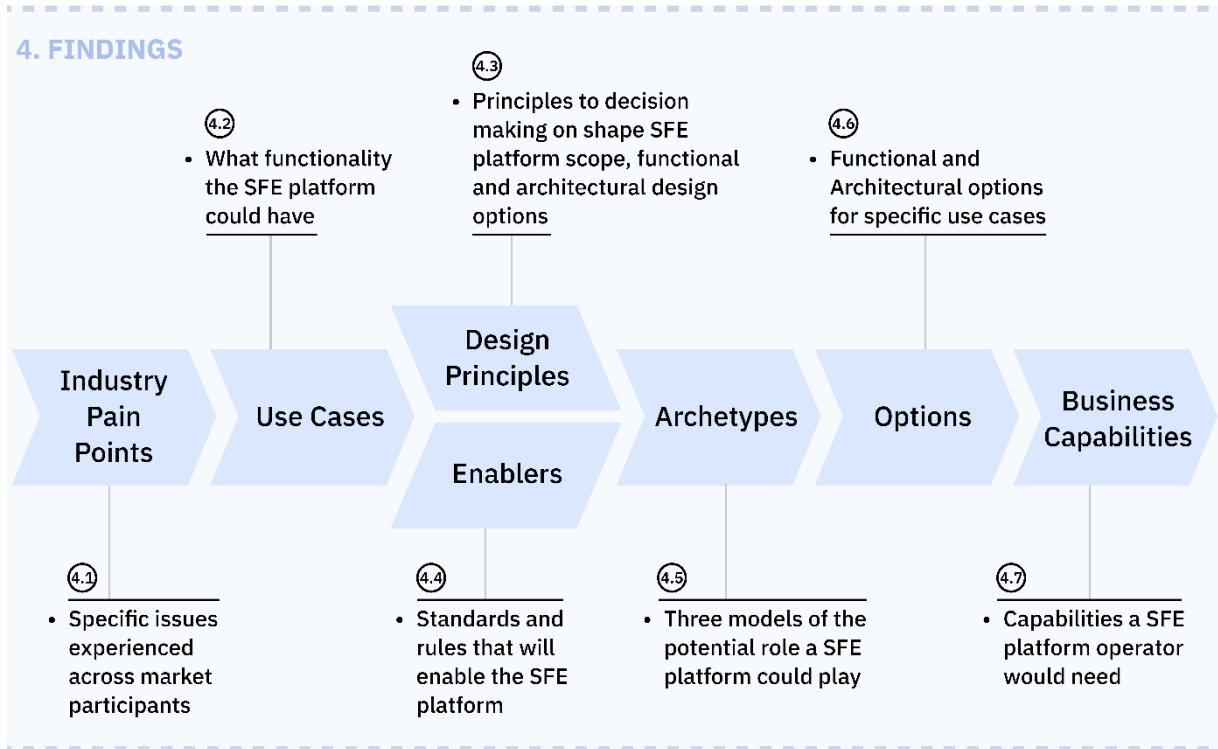 4. FINDINGS
4.3
• Principles to decision
making on shape SFE
platform scope, functional
and architectural design
options
4.2
• What functionality
the SFE platform
could have
4.6
• Functional and
Architectural options
for specific use cases
Industry
Pain
Points
Use Cases
Design
Principles
Enablers
Archetypes
Options
Business
Capabilities
4.1
• Specific issues
experienced
across market
participants
4.4
• Standards and
rules that will
enable the SFE
platform
4.5
• Three models of the
potential role a SFE
platform could play
4.7
• Capabilities a SFE
platform operator
would need